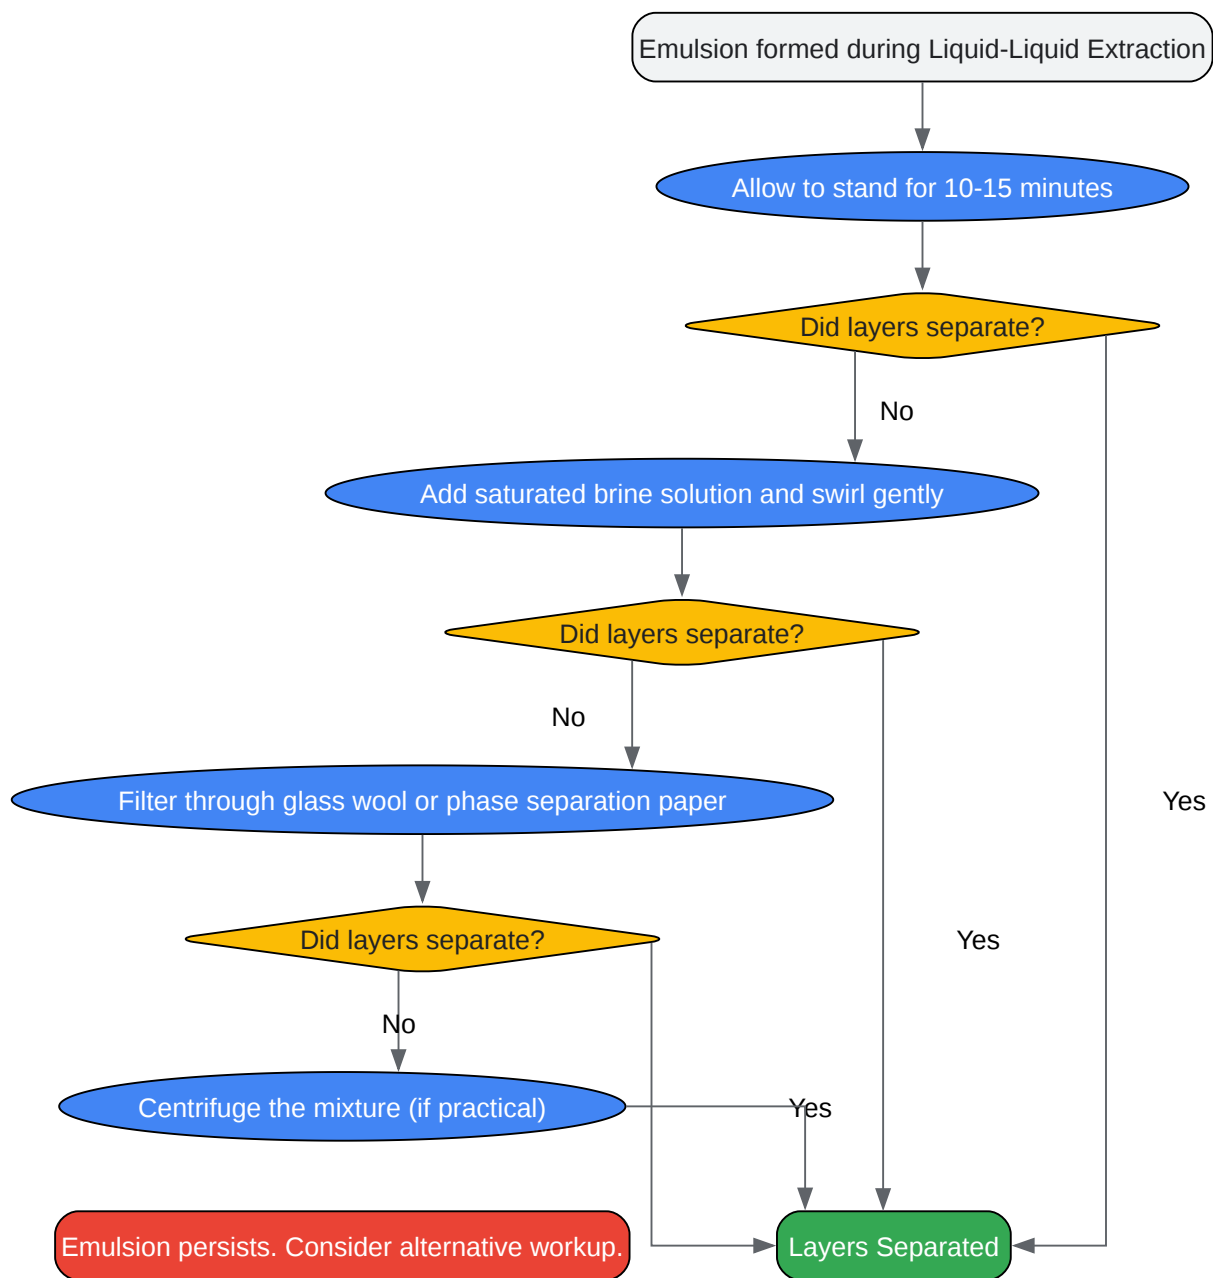 Emulsion formed during Liquid-Liquid Extraction
Allow to stand for 10-15 minutes
Did layers separate?
No
Add saturated brine solution and swirl gently
Did layers separate?
No
Filter through glass wool or phase separation paper
Yes
Did layers separate?
Yes
No
Centrifuge the mixture (if practical)
Yes
Emulsion persists. Consider alternative workup.
Layers Separated